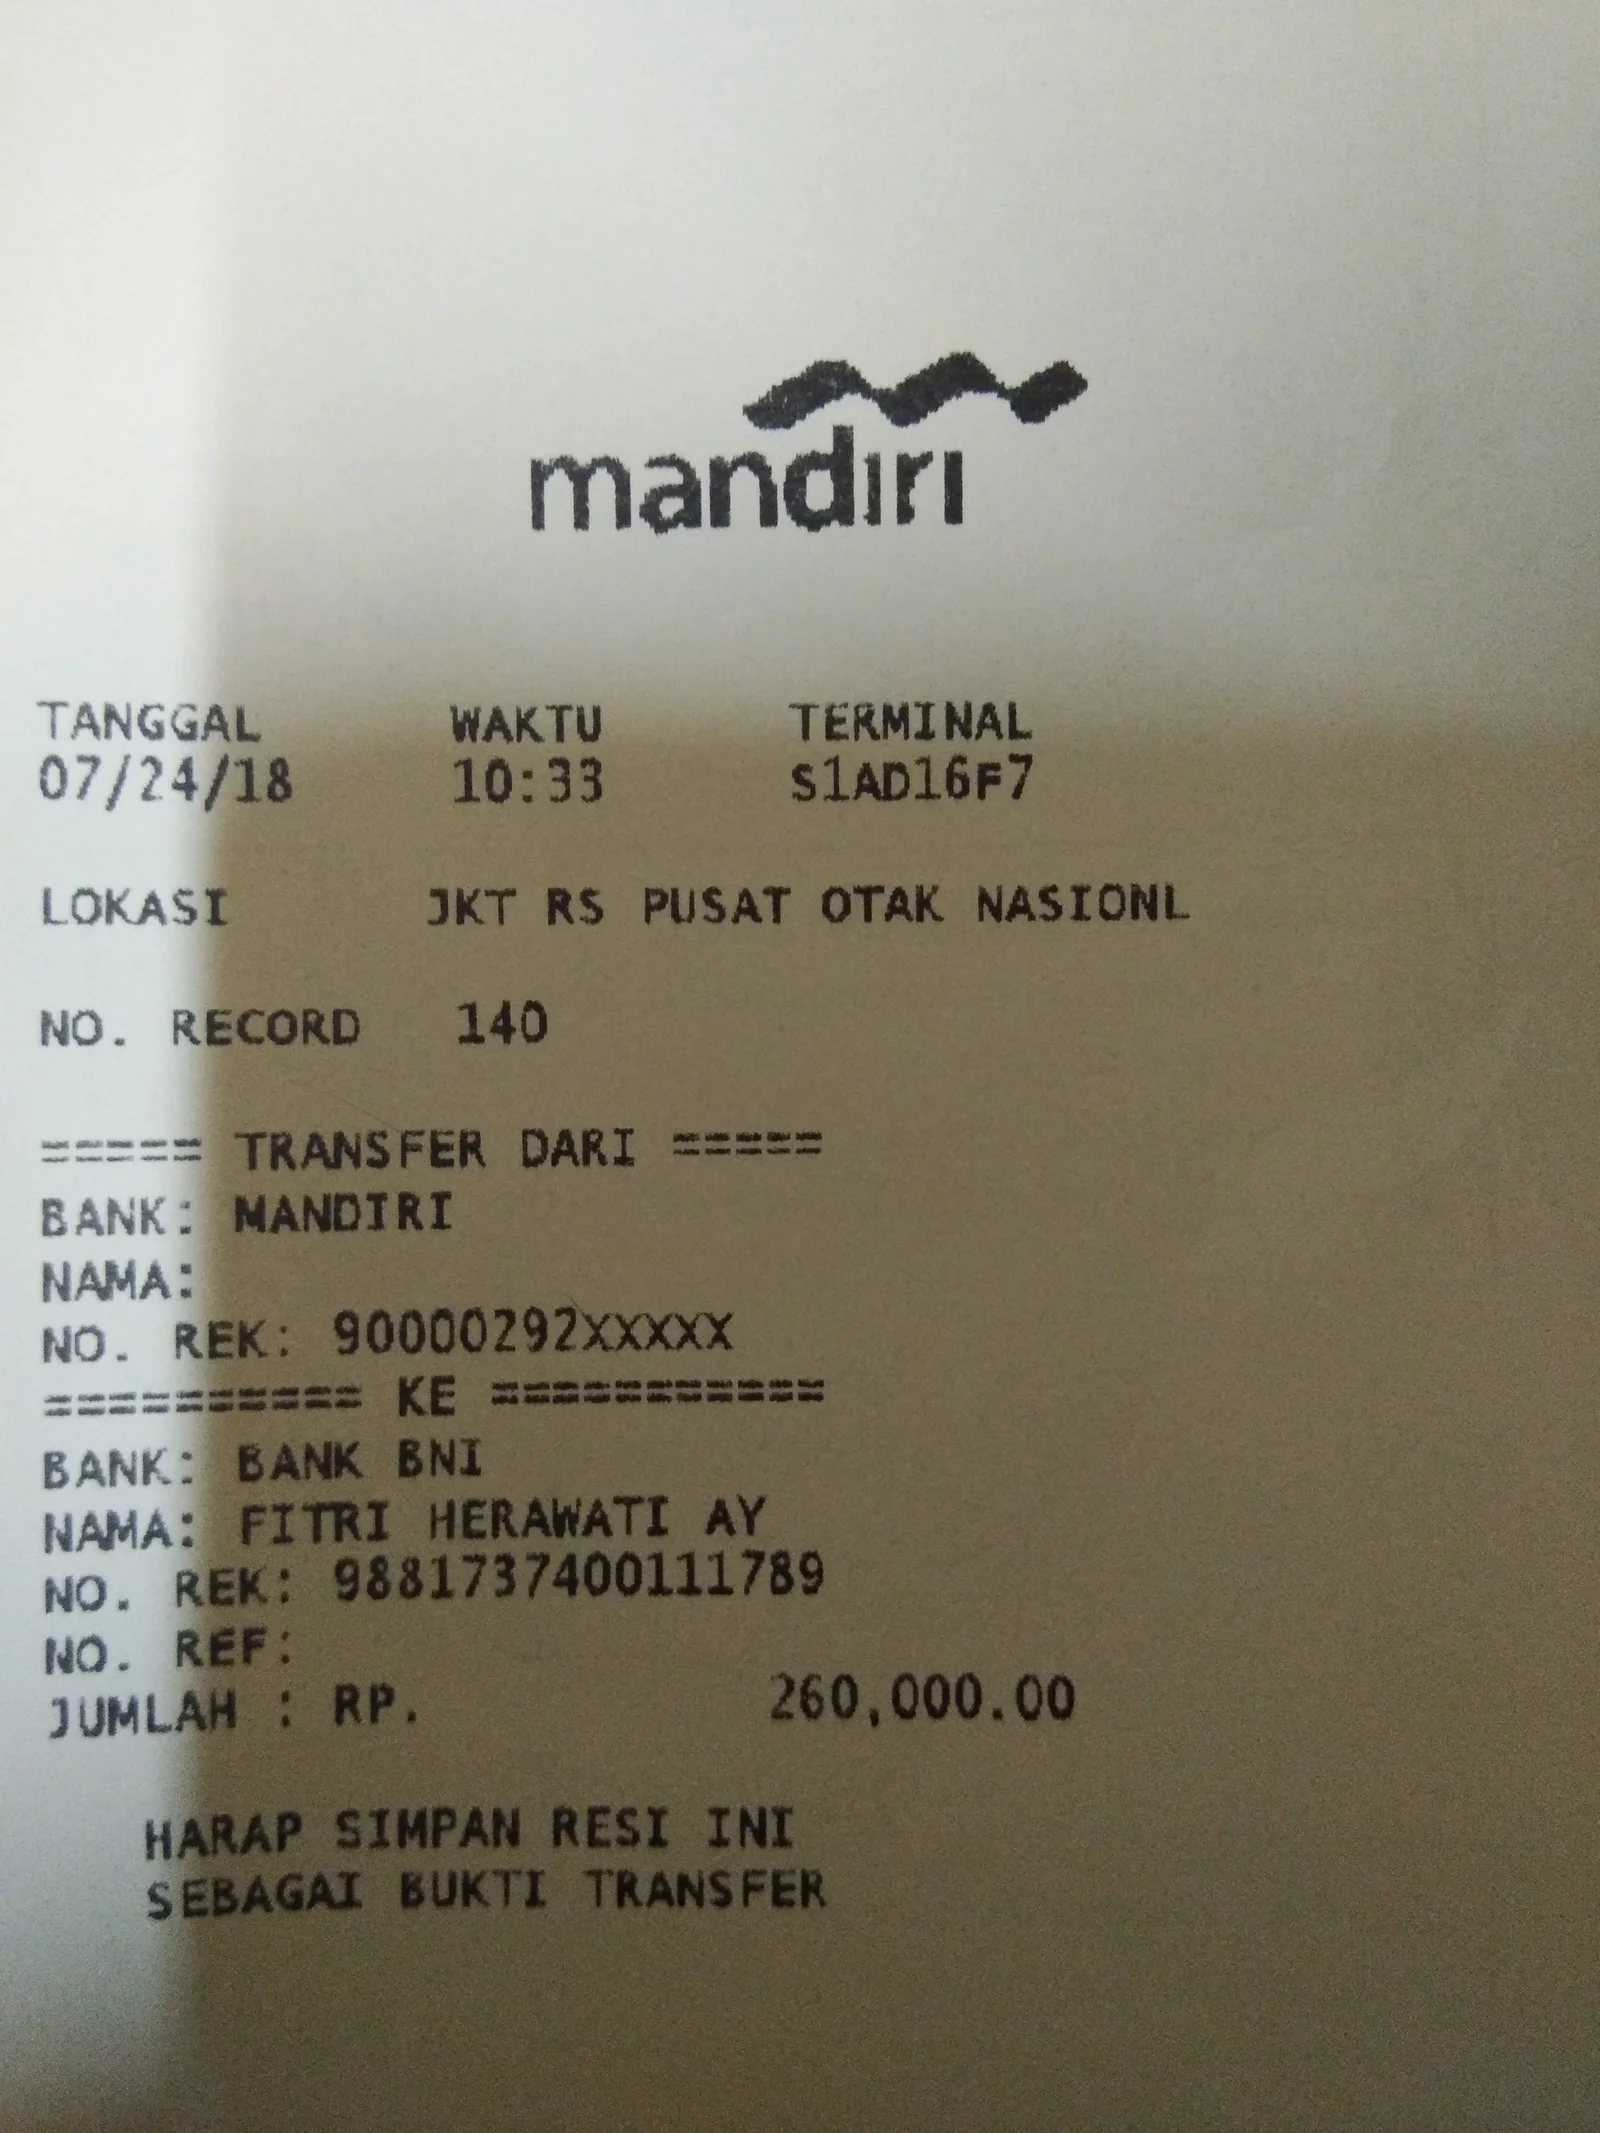 mandiri
TANGGAL WAKTU TERMINAL
07/24/18 10:33 S1AD16F7
LOKASI JKT RS PUSAT OTAK NASIONL
NO. RECORD 140
===== TRANSFER DARI =====
BANK: MANDIRI
NAMA:
NO. REK: 90000292XXXXX
========== KE ===========
BANK: BANK BNI
NAMA: FITRI HERAWATI AY
NO. REK: 9881737400111789
NO. REF:
JUMLAH : RP. 260,000.00
HARAP SIMPAN RESI INI
SEBAGAI BUKTI TRANSFER